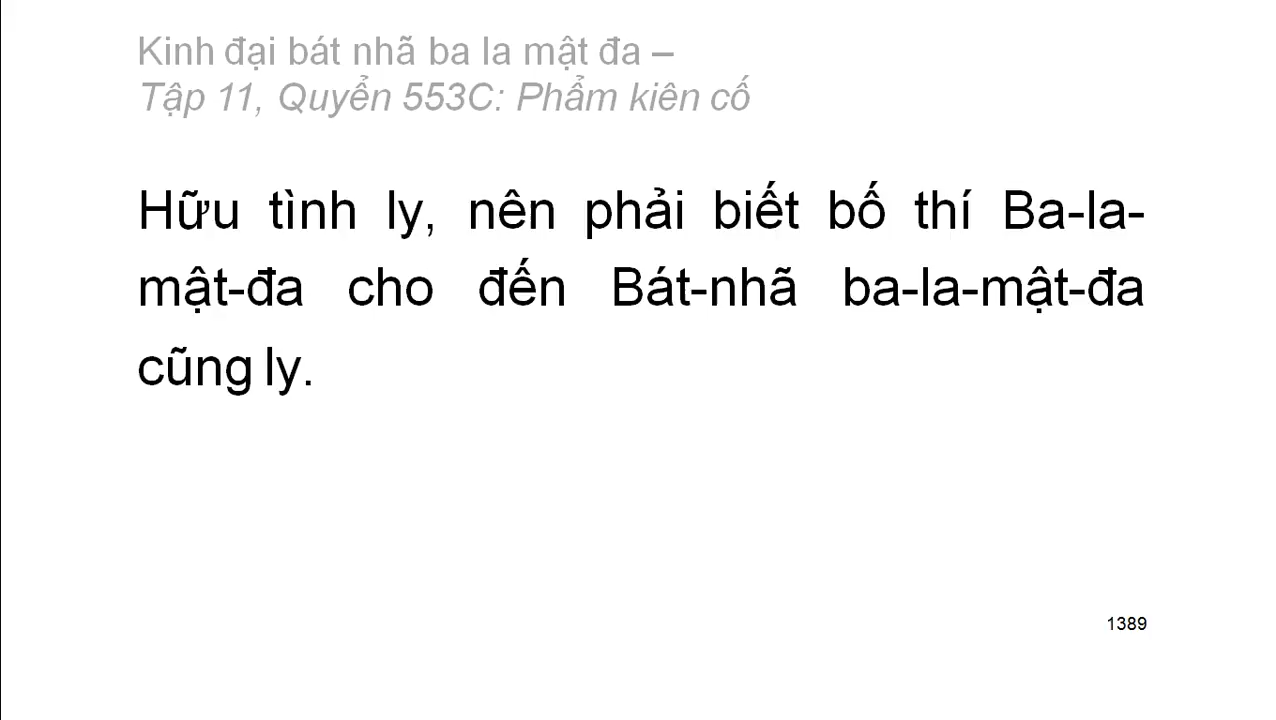 Kinh đại bát nhã ba la mật đa –
Tập 11, Quyển 553C: Phẩm kiên cố
Hữu tình ly, nên phải biết bố thí Ba-la-
mật-đa cho đến Bát-nhã ba-la-mật-đa
cũng ly.
1389